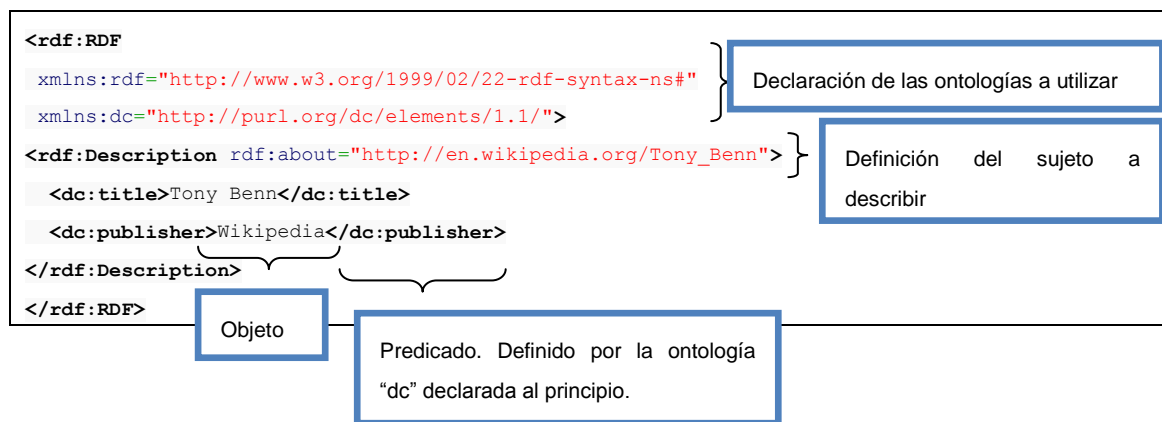 <rdf:RDF
xmlns:rdf="http://www.w3.org/1999/02/22-rdf-syntax-ns#"
xmlns:dc="http://purl.org/dc/elements/1.1/">
Declaración de las ontologías a utilizar
<rdf:Description rdf:about="http://en.wikipedia.org/Tony_Benn">
Definición del sujeto a
describir
<dc:title>Tony Benn</dc:title>
<dc:publisher>Wikipedia</dc:publisher>
</rdf:Description>
</rdf:RDF>
Objeto
Predicado. Definido por la ontología
“dc” declarada al principio.